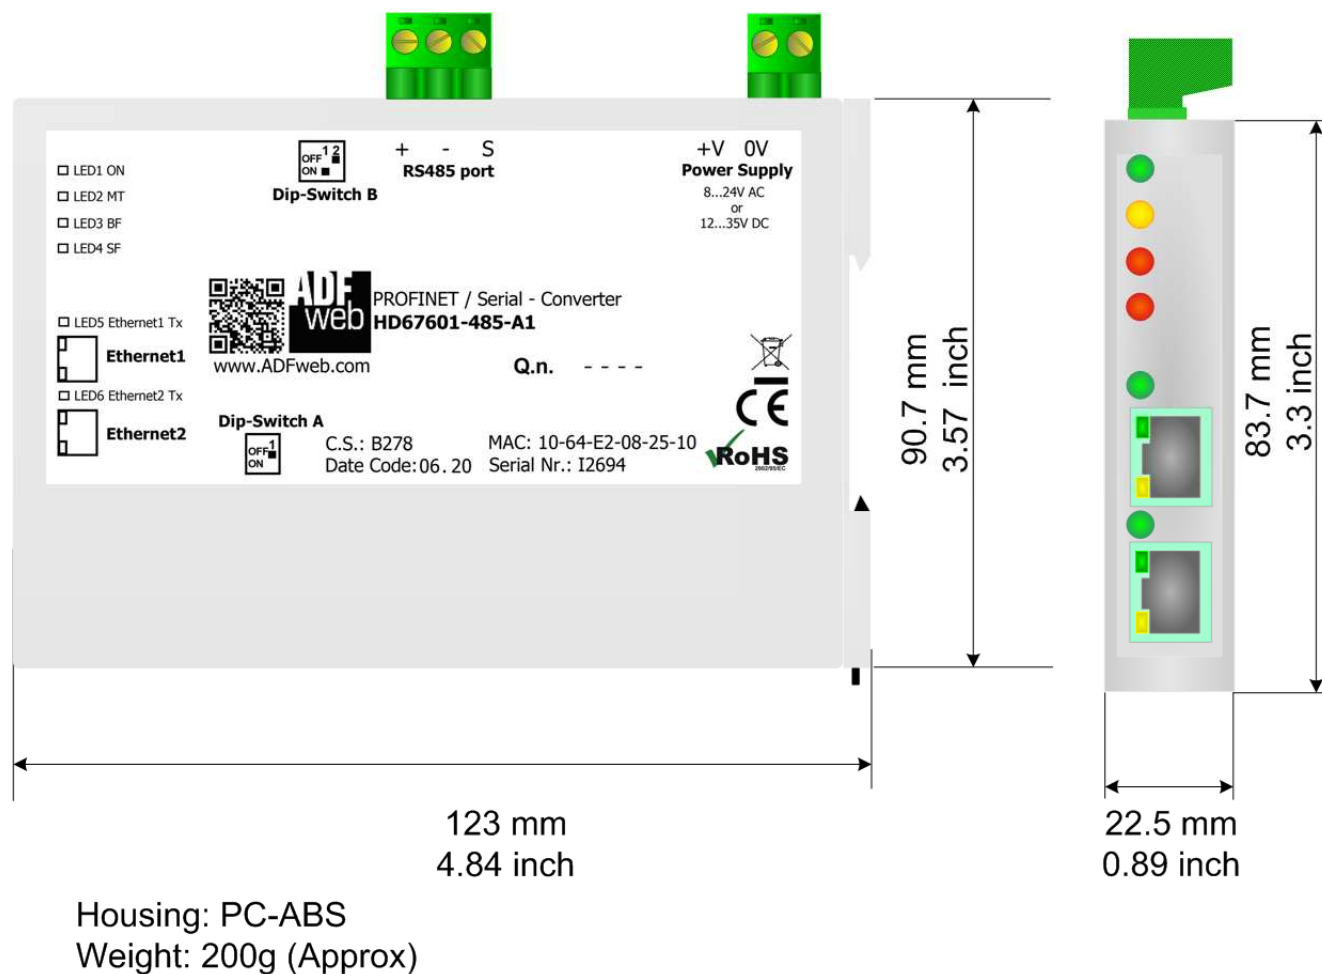 LED1 ON
LED2 MT
LED3 BF
LED4 SF
OFF 1 2
ON
Dip-Switch B
+ - S
RS485 port
+V 0V
Power Supply
8...24V AC
or
12...35V DC
ADF
web
www.ADFweb.com
PROFINET / Serial - Converter
HD67601-485-A1
Q.n. - - - -
LED5 Ethernet1 Tx
Ethernet1
LED6 Ethernet2 Tx
Ethernet2
Dip-Switch A
OFF 1
ON
C.S.: B278
Date Code: 06.20
MAC: 10-64-E2-08-25-10
Serial Nr.: I2694
CE
RoHS
2002/95/EC
90.7 mm
3.57 inch
83.7 mm
3.3 inch
123 mm
4.84 inch
22.5 mm
0.89 inch
Housing: PC-ABS
Weight: 200g (Approx)